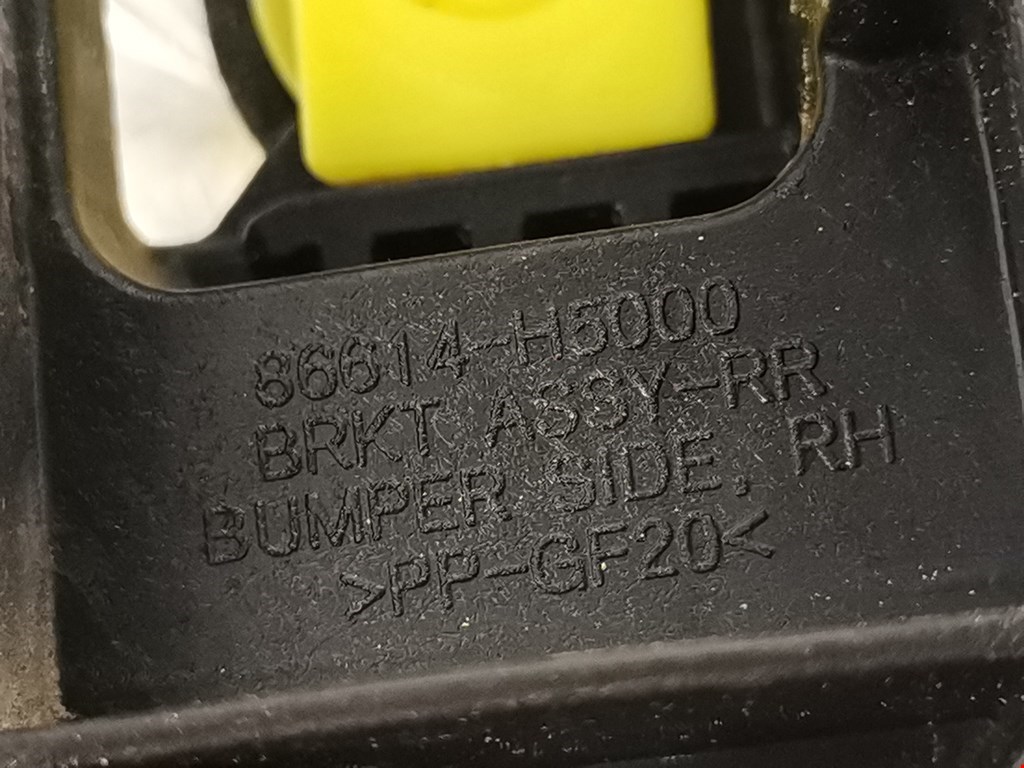 86614-H5000
BRKT ASSY-RR
BUMPER SIDE, RH
>PP-GF20<